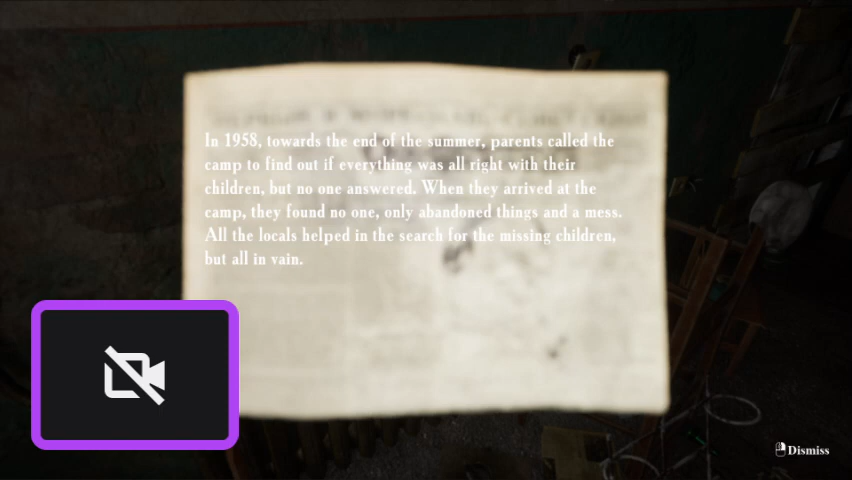 In 1958, towards the end of the summer, parents called the
camp to find out if everything was all right with their
children, but no one answered. When they arrived at the
camp, they found no one, only abandoned things and a mess.
All the locals helped in the search for the missing children,
but all in vain.
Dismiss